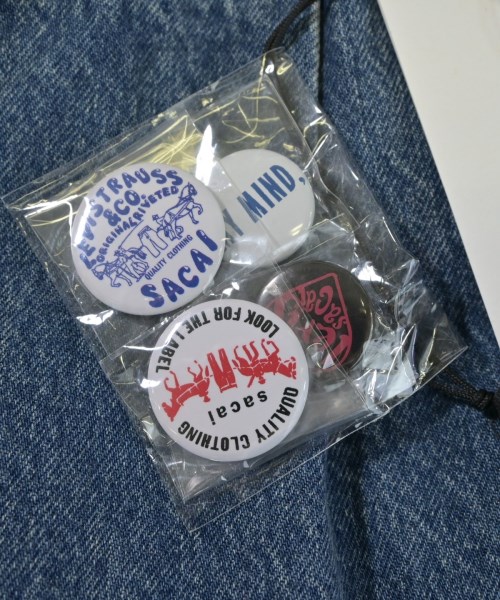 LEVI STRAUSS
& CO.
ORIGINAL RIVETED
QUALITY CLOTHING
SACAI
MIND,
LOOK FOR THE LABEL
sacai
QUALITY CLOTHING